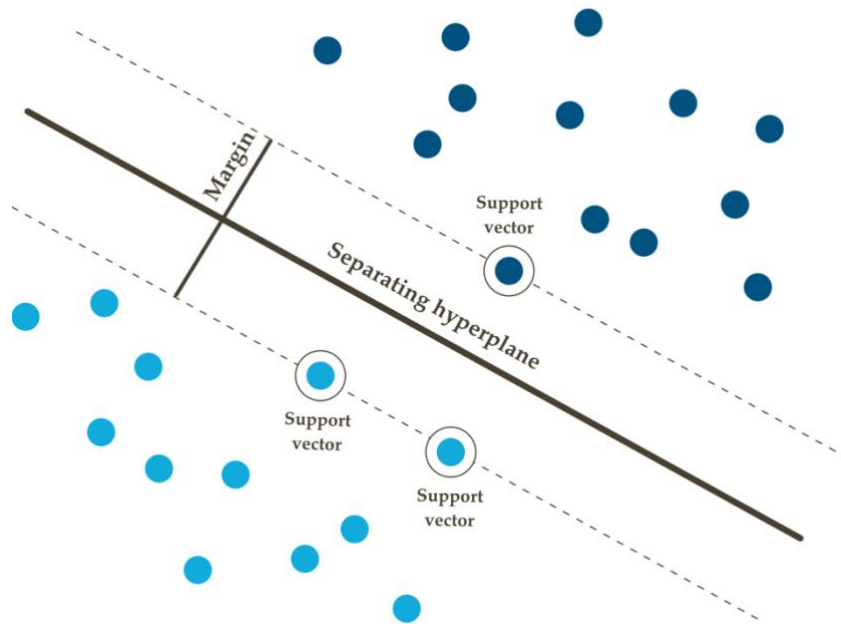 Margin
Support
vector
Separating hyperplane
Support
vector
Support
vector